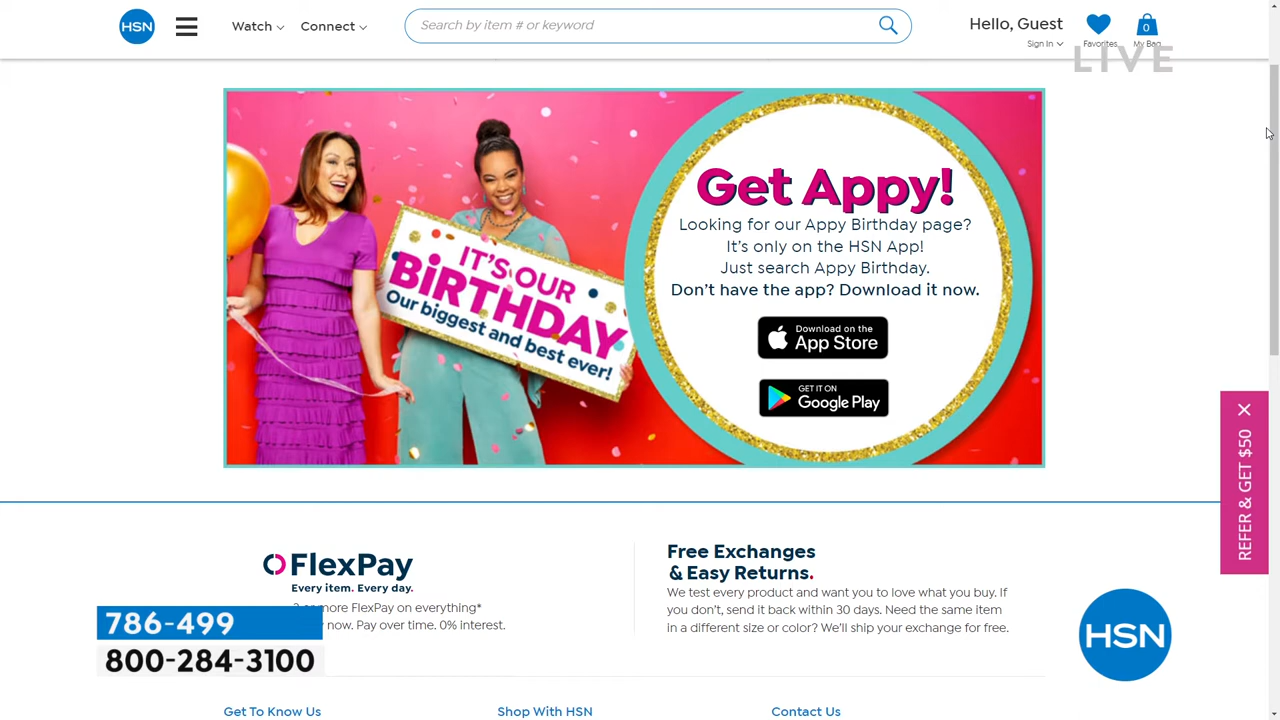 HSN
Watch
Connect
Search by item # or keyword
Hello, Guest
Sign In
Favorites
0
My Bag
LIVE
IT'S OUR
BiRTHDAY
Our biggest and best ever!
Get Appy!
Looking for our Appy Birthday page?
It's only on the HSN App!
Just search Appy Birthday.
Don't have the app? Download it now.
Download on the
App Store
GET IT ON
Google Play
REFER & GET $50
FlexPay
Every item. Every day.
more FlexPay on everything*
now. Pay over time. 0% interest.
786-499
800-284-3100
Free Exchanges
& Easy Returns.
We test every product and want you to love what you buy. If
you don't, send it back within 30 days. Need the same item
in a different size or color? We'll ship your exchange for free.
HSN
Get To Know Us
Shop With HSN
Contact Us